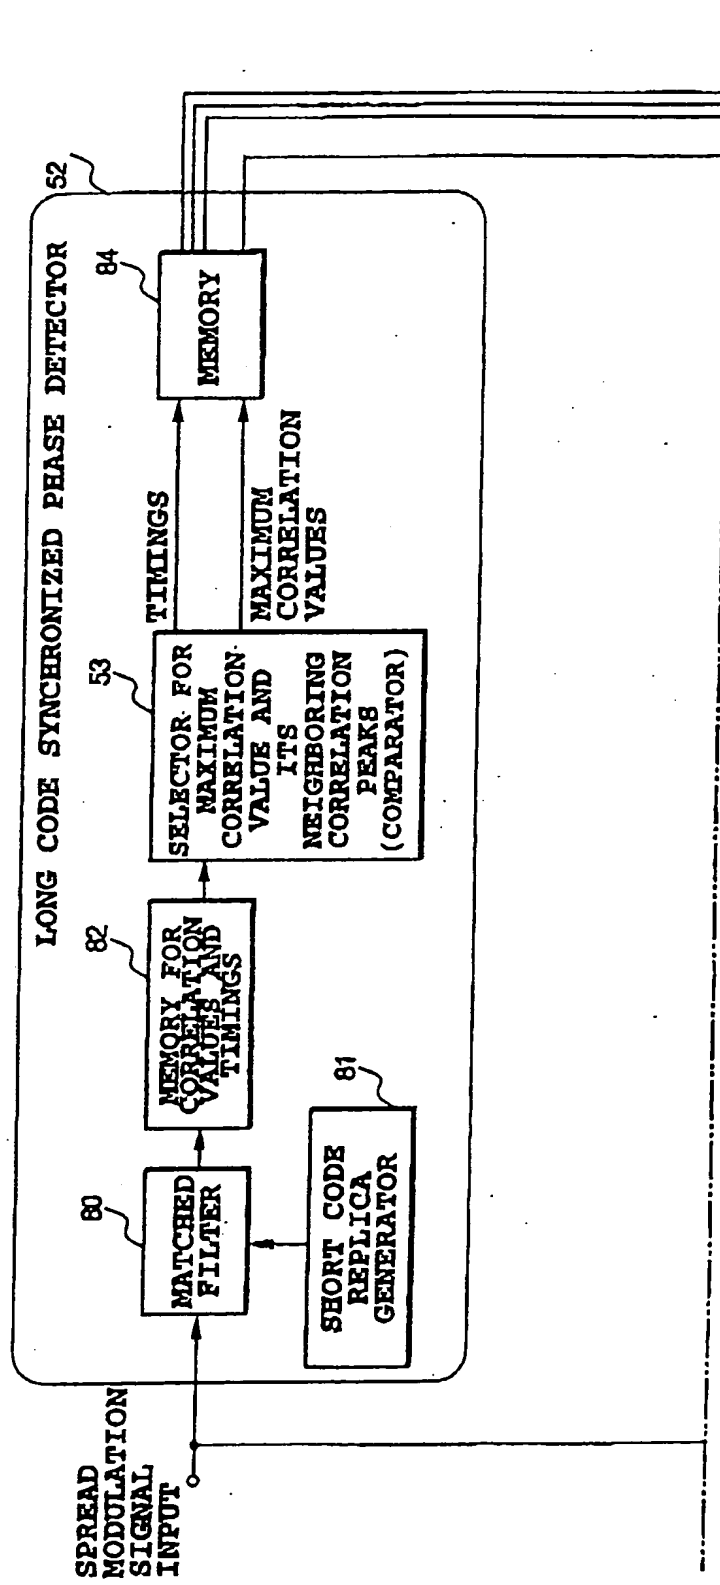 LONG CODE SYNCHRONIZED PHASE DETECTOR
52
SPREAD
MODULATION
SIGNAL
INPUT
80
MATCHED
FILTER
81
SHORT CODE
REPLICA
GENERATOR
82
MEMORY FOR
CORRELATION
VALUES AND
TIMINGS
53
SELECTOR FOR
MAXIMUM
CORRELATION
VALUE AND
ITS
NEIGHBORING
CORRELATION
PEAKS
(COMPARATOR)
TIMINGS
MAXIMUM
CORRELATION
VALUES
84
MEMORY